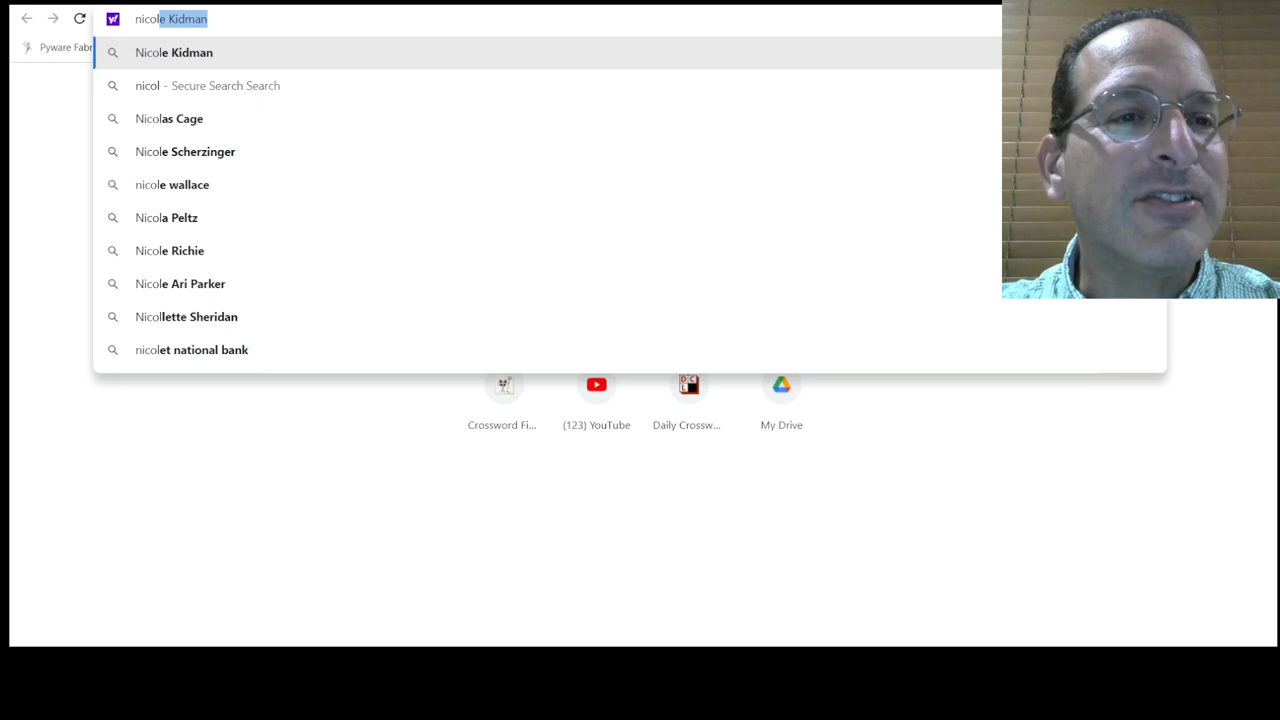 nicole Kidman
Pyware Fabr
Nicole Kidman
nicol - Secure Search Search
Nicolas Cage
Nicole Scherzinger
nicole wallace
Nicola Peltz
Nicole Richie
Nicole Ari Parker
Nicollette Sheridan
nicolet national bank
Crossword Fi... (123) YouTube Daily Crossw... My Drive